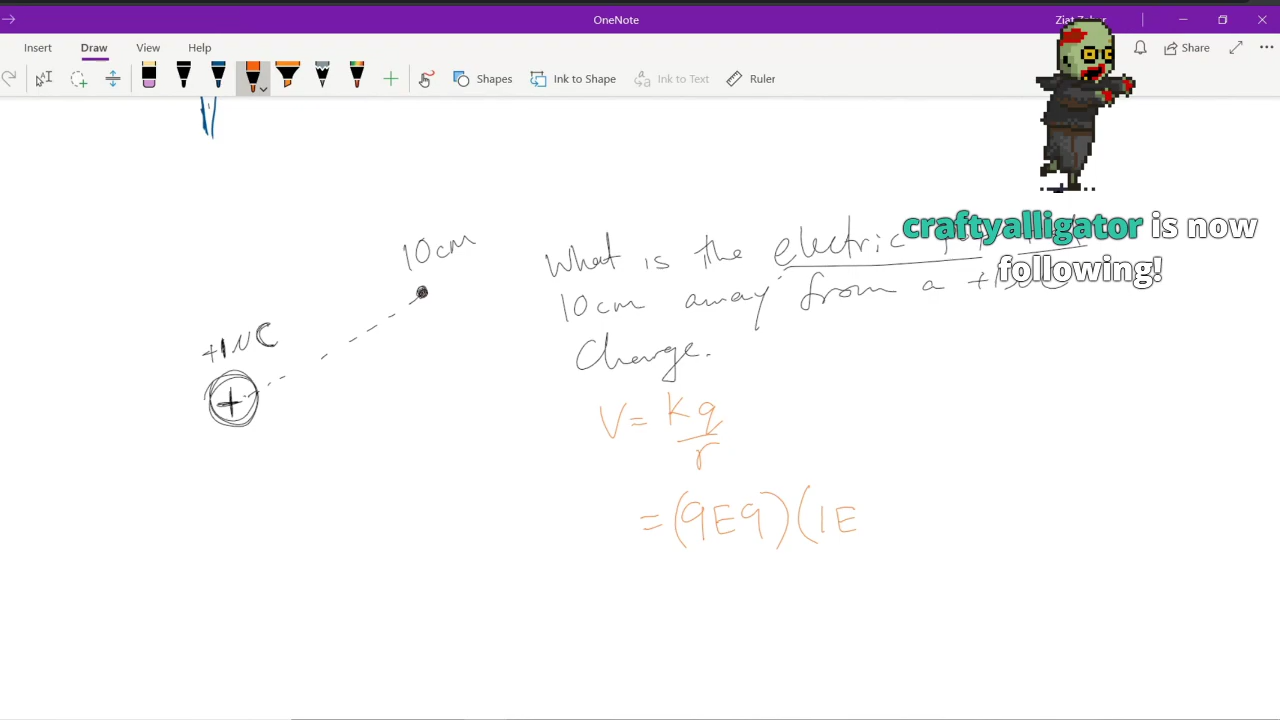 OneNote
Insert Draw View Help
Share
Shapes Ink to Shape Ink to Text Ruler
craftyalligator is now
following!
10cm
What is the electric
10cm away from a
Charge.
+1nC
+
V = Kq
r
= (9E9)(1E